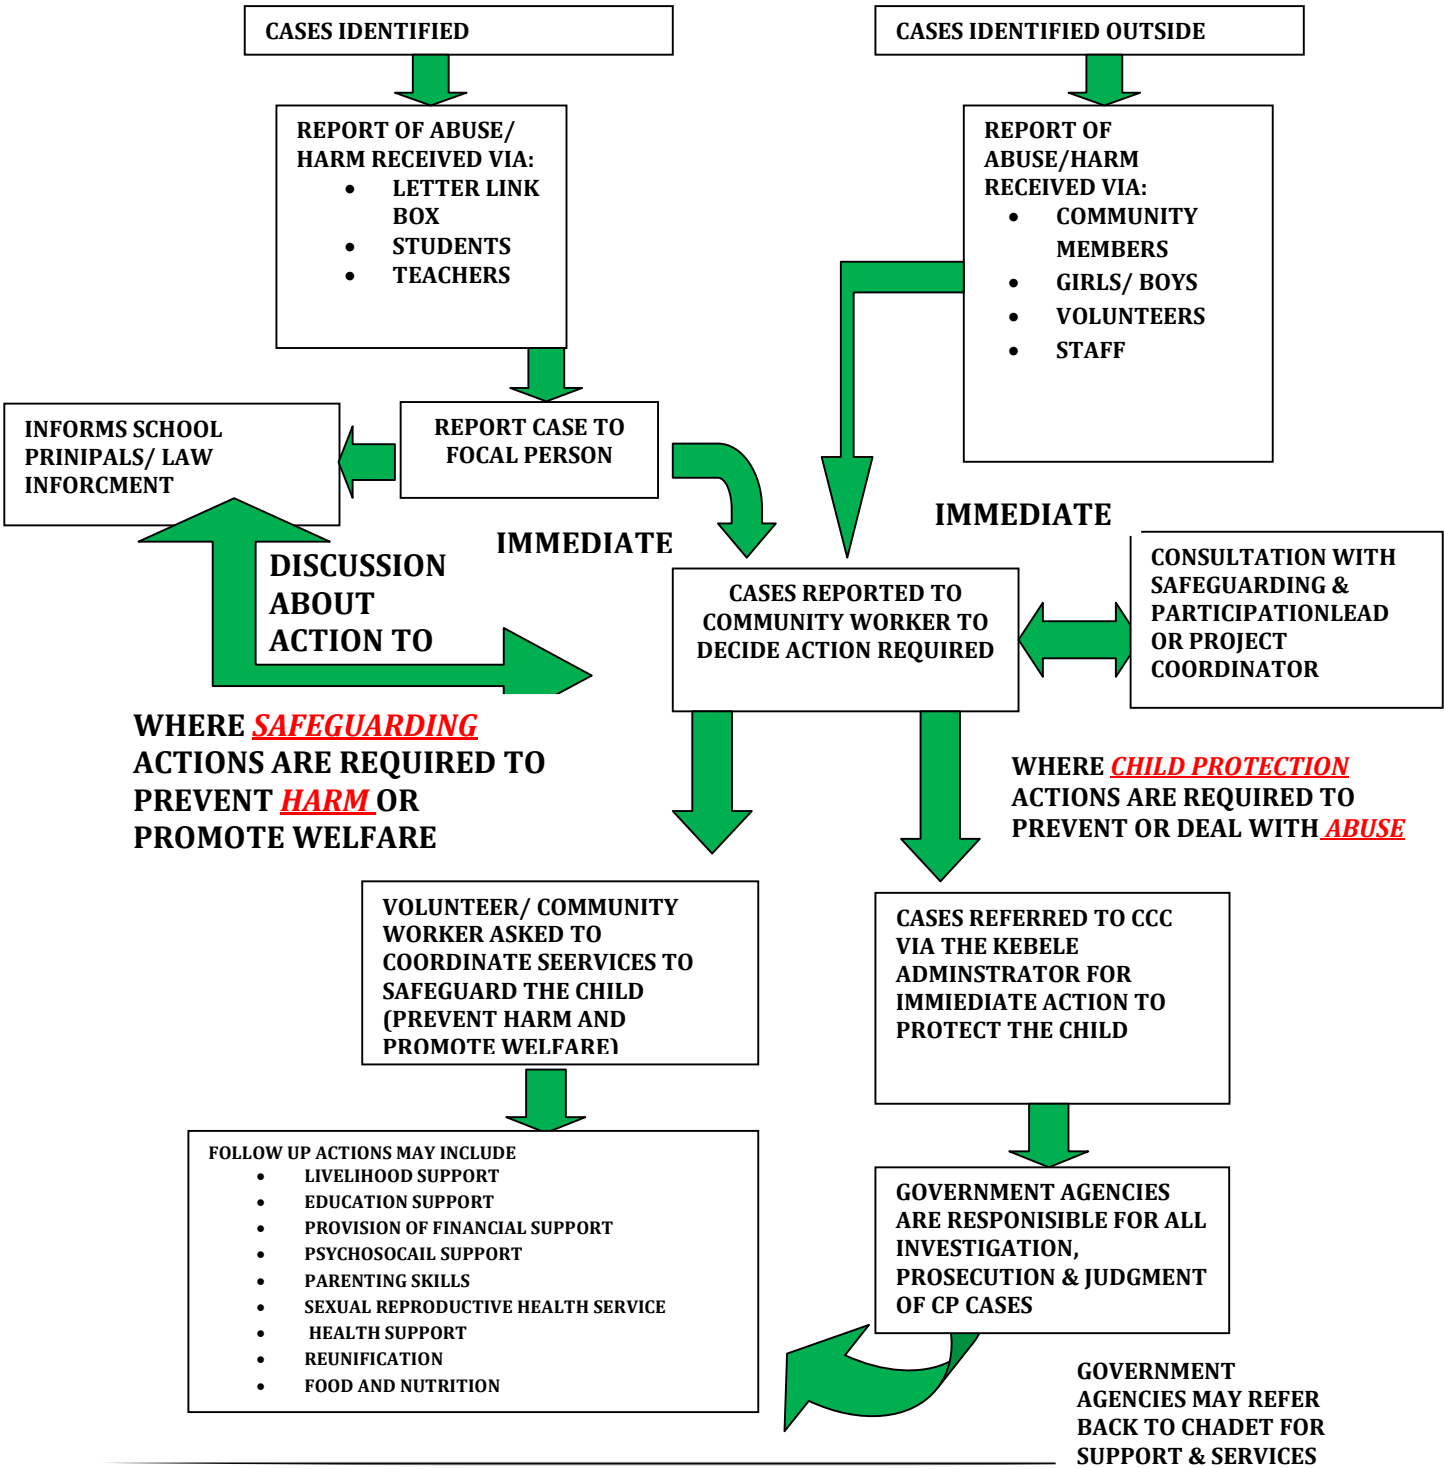 CASES IDENTIFIED
CASES IDENTIFIED OUTSIDE
REPORT OF ABUSE/
HARM RECEIVED VIA:
• LETTER LINK
BOX
• STUDENTS
• TEACHERS
REPORT OF
ABUSE/HARM
RECEIVED VIA:
• COMMUNITY
MEMBERS
• GIRLS/ BOYS
• VOLUNTEERS
• STAFF
INFORMS SCHOOL
PRINIPALS/ LAW
INFORCMENT
REPORT CASE TO
FOCAL PERSON
IMMEDIATE
IMMEDIATE
DISCUSSION
ABOUT
ACTION TO
CASES REPORTED TO
COMMUNITY WORKER TO
DECIDE ACTION REQUIRED
CONSULTATION WITH
SAFEGUARDING &
PARTICIPATIONLEAD
OR PROJECT
COORDINATOR
WHERE SAFEGUARDING
ACTIONS ARE REQUIRED TO
PREVENT HARM OR
PROMOTE WELFARE
WHERE CHILD PROTECTION
ACTIONS ARE REQUIRED TO
PREVENT OR DEAL WITH ABUSE
VOLUNTEER/ COMMUNITY
WORKER ASKED TO
COORDINATE SEERVICES TO
SAFEGUARD THE CHILD
(PREVENT HARM AND
PROMOTE WELFARE)
CASES REFERRED TO CCC
VIA THE KEBELE
ADMINSTRATOR FOR
IMMIEDIATE ACTION TO
PROTECT THE CHILD
FOLLOW UP ACTIONS MAY INCLUDE
• LIVELIHOOD SUPPORT
• EDUCATION SUPPORT
• PROVISION OF FINANCIAL SUPPORT
• PSYCHOSOCAIL SUPPORT
• PARENTING SKILLS
• SEXUAL REPRODUCTIVE HEALTH SERVICE
• HEALTH SUPPORT
• REUNIFICATION
• FOOD AND NUTRITION
GOVERNMENT AGENCIES
ARE RESPONISIBLE FOR ALL
INVESTIGATION,
PROSECUTION & JUDGMENT
OF CP CASES
GOVERNMENT
AGENCIES MAY REFER
BACK TO CHADET FOR
SUPPORT & SERVICES